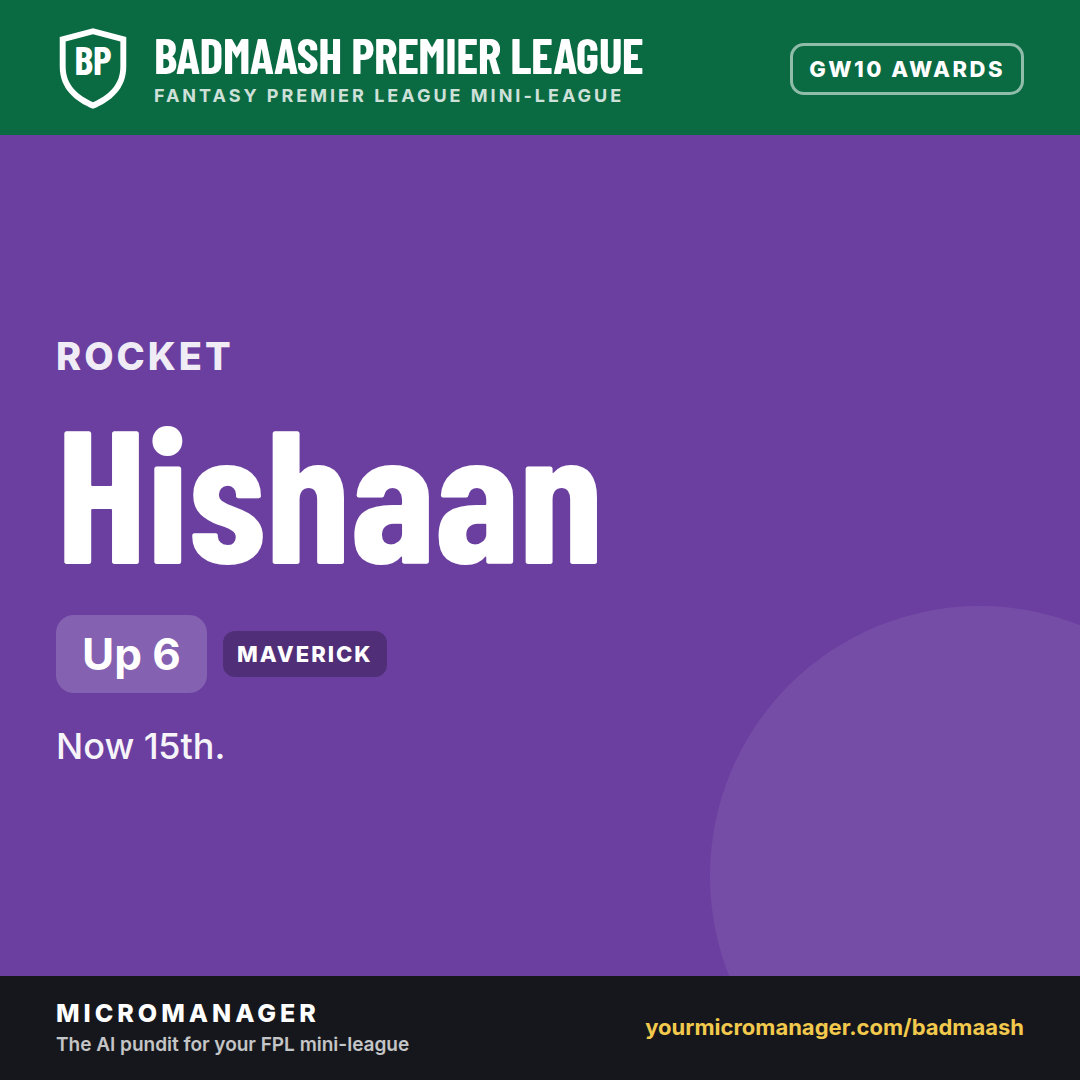 BP
BADMAASH PREMIER LEAGUE
FANTASY PREMIER LEAGUE MINI-LEAGUE
GW10 AWARDS
ROCKET
Hishaan
Up 6
MAVERICK
Now 15th.
MICROMANAGER
The AI pundit for your FPL mini-league
yourmicromanager.com/badmaash